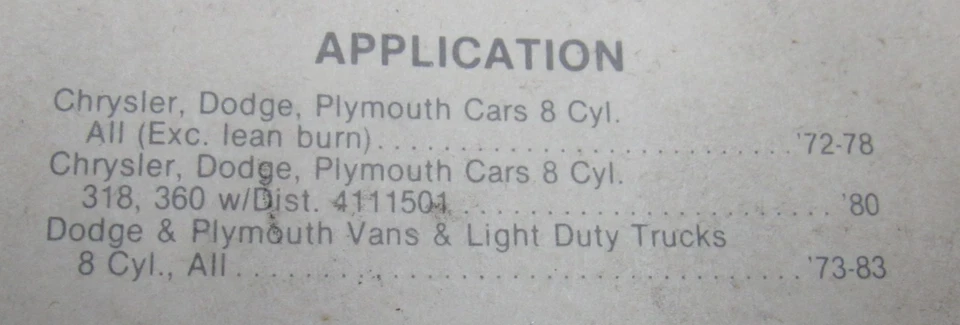 APPLICATION
Chrysler, Dodge, Plymouth Cars 8 Cyl.
All (Exc. lean burn)..............................'72-78
Chrysler, Dodge, Plymouth Cars 8 Cyl.
318, 360 w/Dist. 4111501..........................'80
Dodge & Plymouth Vans & Light Duty Trucks
8 Cyl., All.......................................'73-83